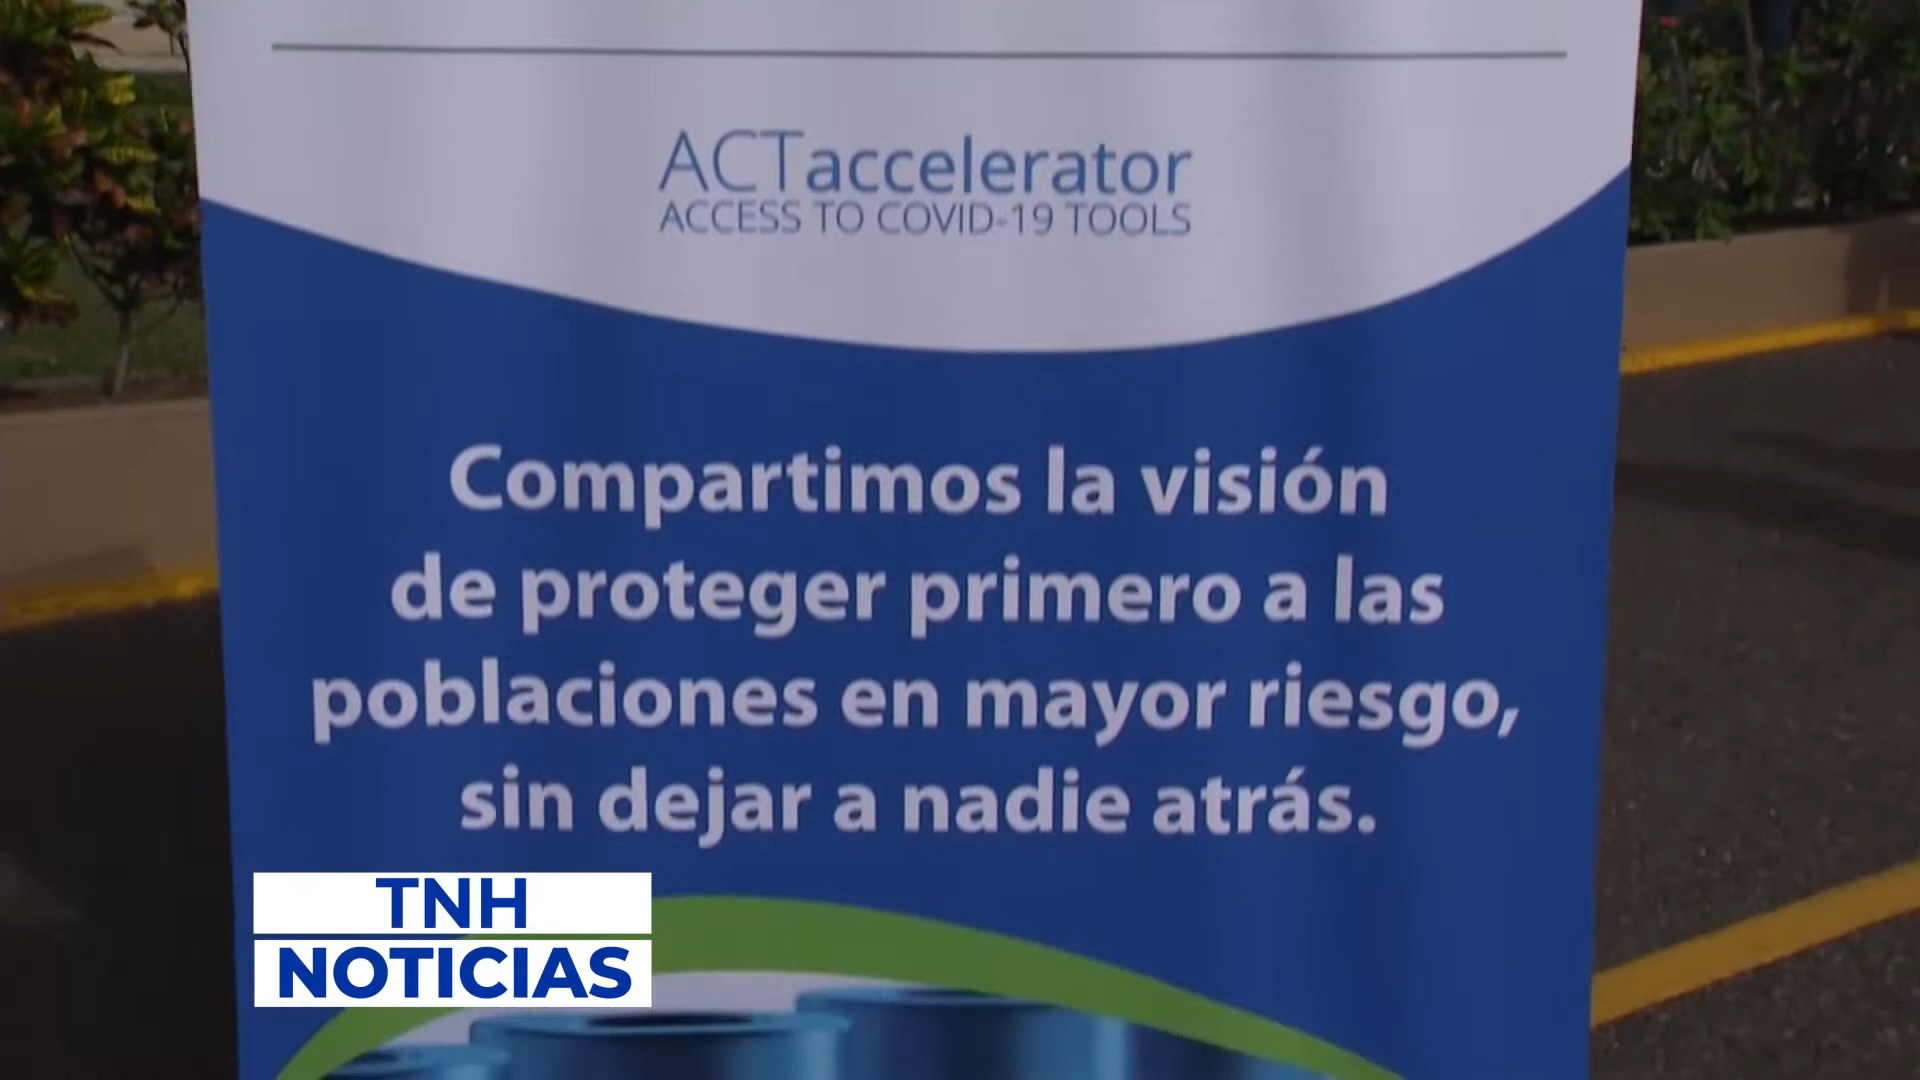 ACTaccelerator
ACCESS TO COVID-19 TOOLS
Compartimos la visión
de proteger primero a las
poblaciones en mayor riesgo,
sin dejar a nadie atrás.
TNH
NOTICIAS